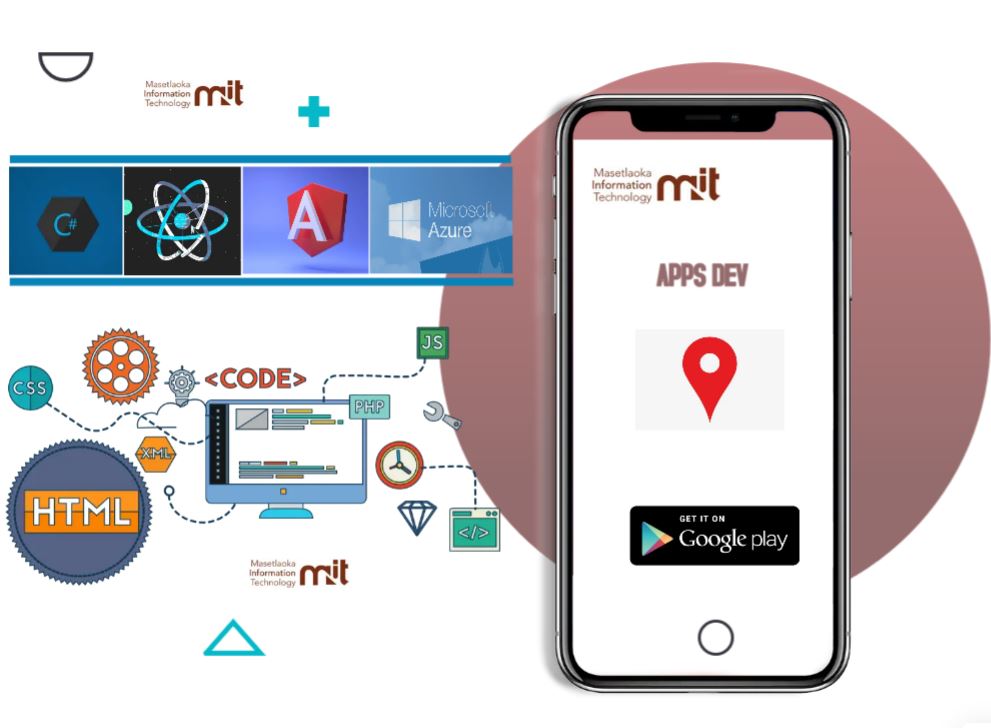 Masetlaoka
Information
Technology
mit
C#
A
Microsoft
Azure
CSS
<CODE>
JS
PHP
XML
HTML
</>
Masetlaoka
Information
Technology
mit
Masetlaoka
Information
Technology
mit
APPS DEV
GET IT ON
Google play